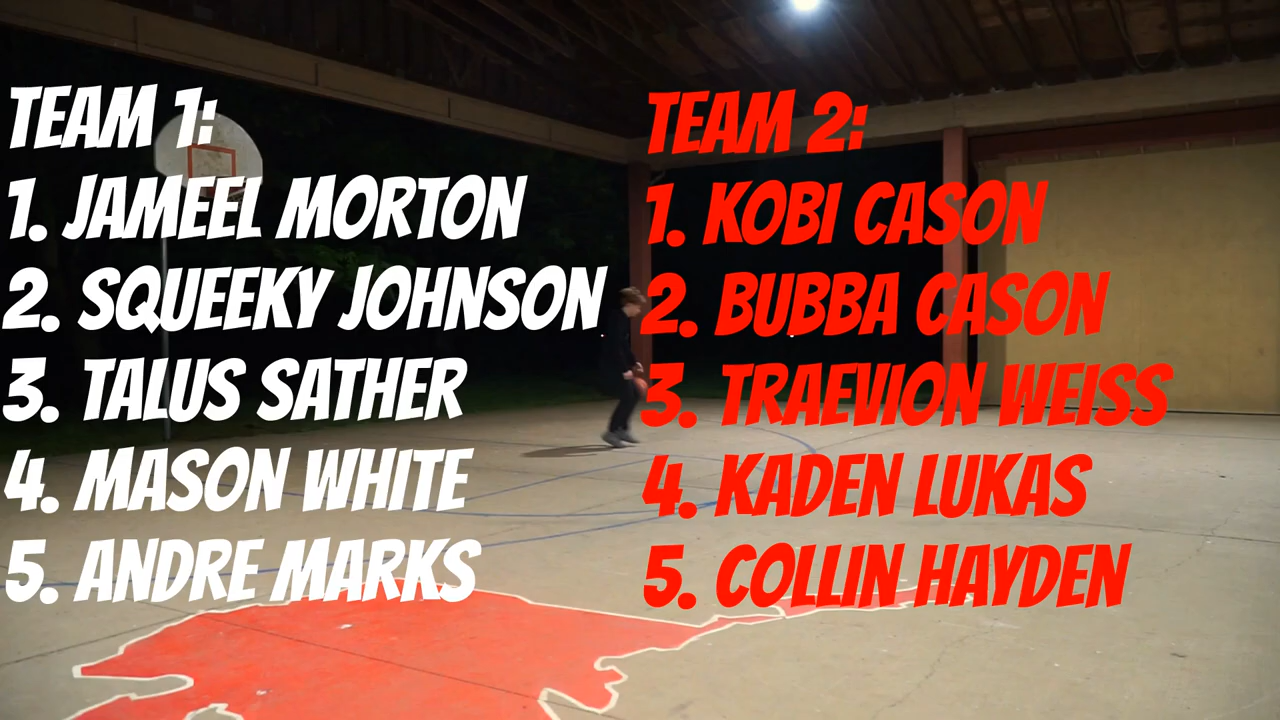 TEAM 1:
1. JAMEEL MORTON
2. SQUEEKY JOHNSON
3. TALUS SATHER
4. MASON WHITE
5. ANDRE MARKS
TEAM 2:
1. KOBI CASON
2. BUBBA CASON
3. TRAEVION WEISS
4. KADEN LUKAS
5. COLLIN HAYDEN